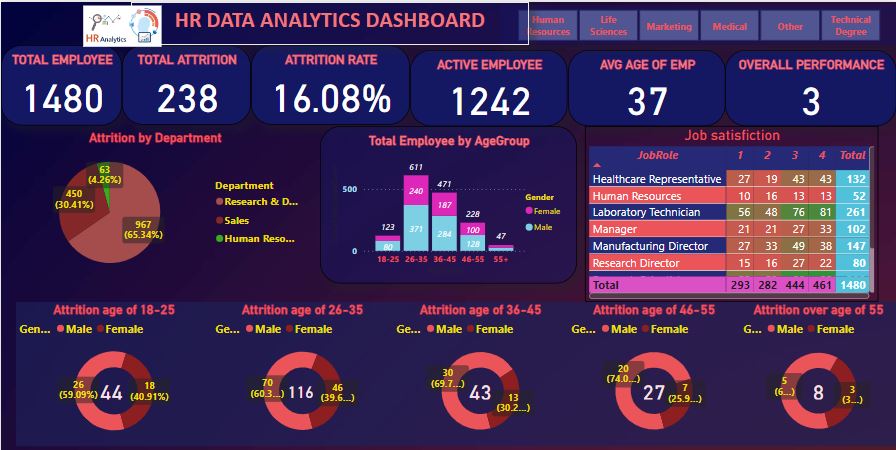 HR Analytics
HR DATA ANALYTICS DASHBOARD
Human Resources
Life Sciences
Marketing
Medical
Other
Technical Degree
TOTAL EMPLOYEE
1480
TOTAL ATTRITION
238
ATTRITION RATE
16.08%
ACTIVE EMPLOYEE
1242
AVG AGE OF EMP
37
OVERALL PERFORMANCE
3
Attrition by Department
63
(4.26%)
450
(30.41%)
967
(65.34%)
Department
Research & D...
Sales
Human Reso...
Total Employee by AgeGroup
500
0
123
80
611
240
371
471
187
284
228
100
128
47
18-25 26-35 36-45 46-55 55+
Gender
Female
Male
Job satisfiction
JobRole 1 2 3 4 Total
Healthcare Representative 27 19 43 43 132
Human Resources 10 16 13 13 52
Laboratory Technician 56 48 76 81 261
Manager 21 21 27 33 102
Manufacturing Director 27 33 49 38 147
Research Director 15 16 27 22 80
Total 293 282 444 461 1480
Attrition age of 18-25
Gen... Male Female
26
(59.09%)
44
18
(40.91%)
Attrition age of 26-35
Ge... Male Female
70
(60.3...)
116
46
(39.6...)
Attrition age of 36-45
Ge... Male Female
30
(69.7...)
43
13
(30.2...)
Attrition age of 46-55
Ge... Male Female
20
(74.0...)
27
7
(25.9...)
Attrition over age of 55
G... Male Female
5
(6...)
8
3
(3...)